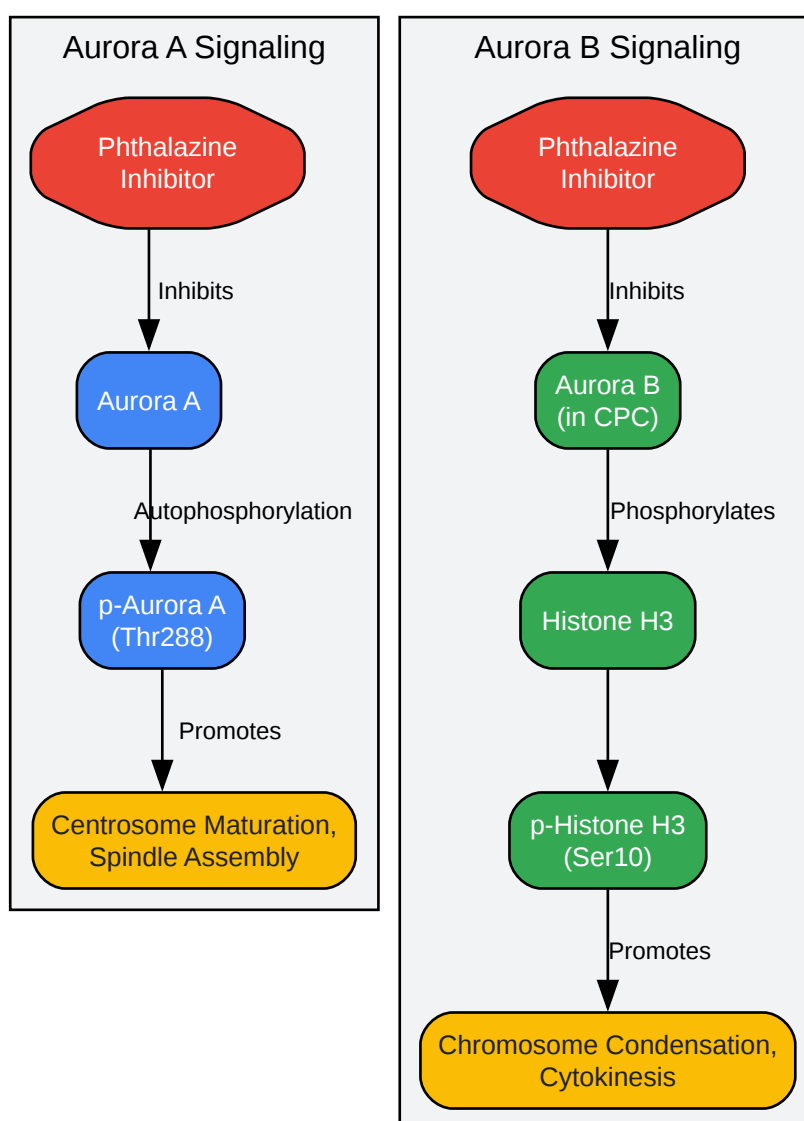 Aurora A Signaling
Phthalazine
Inhibitor
Inhibits
Aurora A
Autophosphorylation
p-Aurora A
(Thr288)
Promotes
Centrosome Maturation,
Spindle Assembly
Aurora B Signaling
Phthalazine
Inhibitor
Inhibits
Aurora B
(in CPC)
Phosphorylates
Histone H3
p-Histone H3
(Ser10)
Promotes
Chromosome Condensation,
Cytokinesis